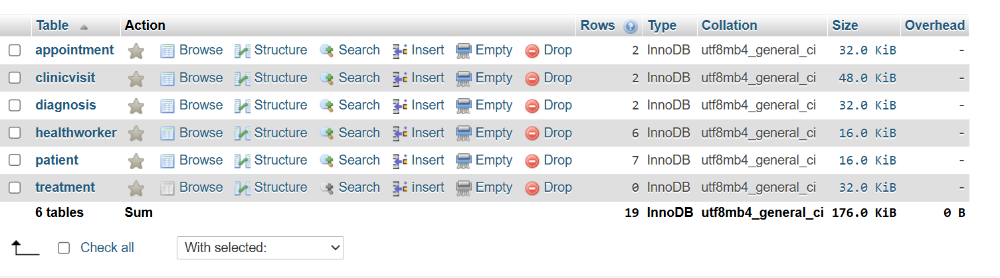 Table Action Rows Type Collation Size Overhead
appointment Browse Structure Search Insert Empty Drop 2 InnoDB utf8mb4_general_ci 32.0 KiB -
clinicvisit Browse Structure Search Insert Empty Drop 2 InnoDB utf8mb4_general_ci 48.0 KiB -
diagnosis Browse Structure Search Insert Empty Drop 2 InnoDB utf8mb4_general_ci 32.0 KiB -
healthworker Browse Structure Search Insert Empty Drop 6 InnoDB utf8mb4_general_ci 16.0 KiB -
patient Browse Structure Search Insert Empty Drop 7 InnoDB utf8mb4_general_ci 16.0 KiB -
treatment Browse Structure Search Insert Empty Drop 0 InnoDB utf8mb4_general_ci 32.0 KiB -
6 tables Sum 19 InnoDB utf8mb4_general_ci 176.0 KiB 0 B
Check all With selected: